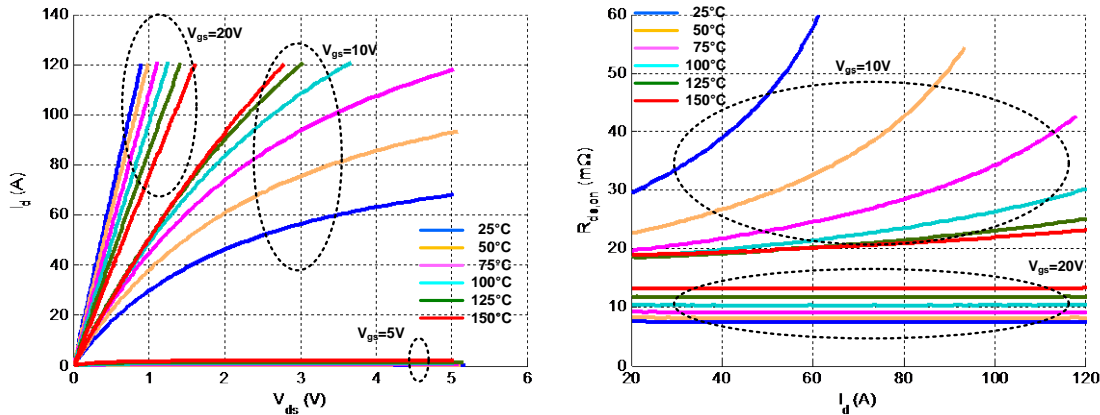 140
120
100
80
60
40
20
0
I_d (A)
0 1 2 3 4 5 6
V_ds (V)
V_gs=20V
V_gs=10V
V_gs=5V
25°C
50°C
75°C
100°C
125°C
150°C
60
50
40
30
20
10
0
R_ds,on (mΩ)
20 40 60 80 100 120
I_d (A)
25°C
50°C
75°C
100°C
125°C
150°C
V_gs=10V
V_gs=20V